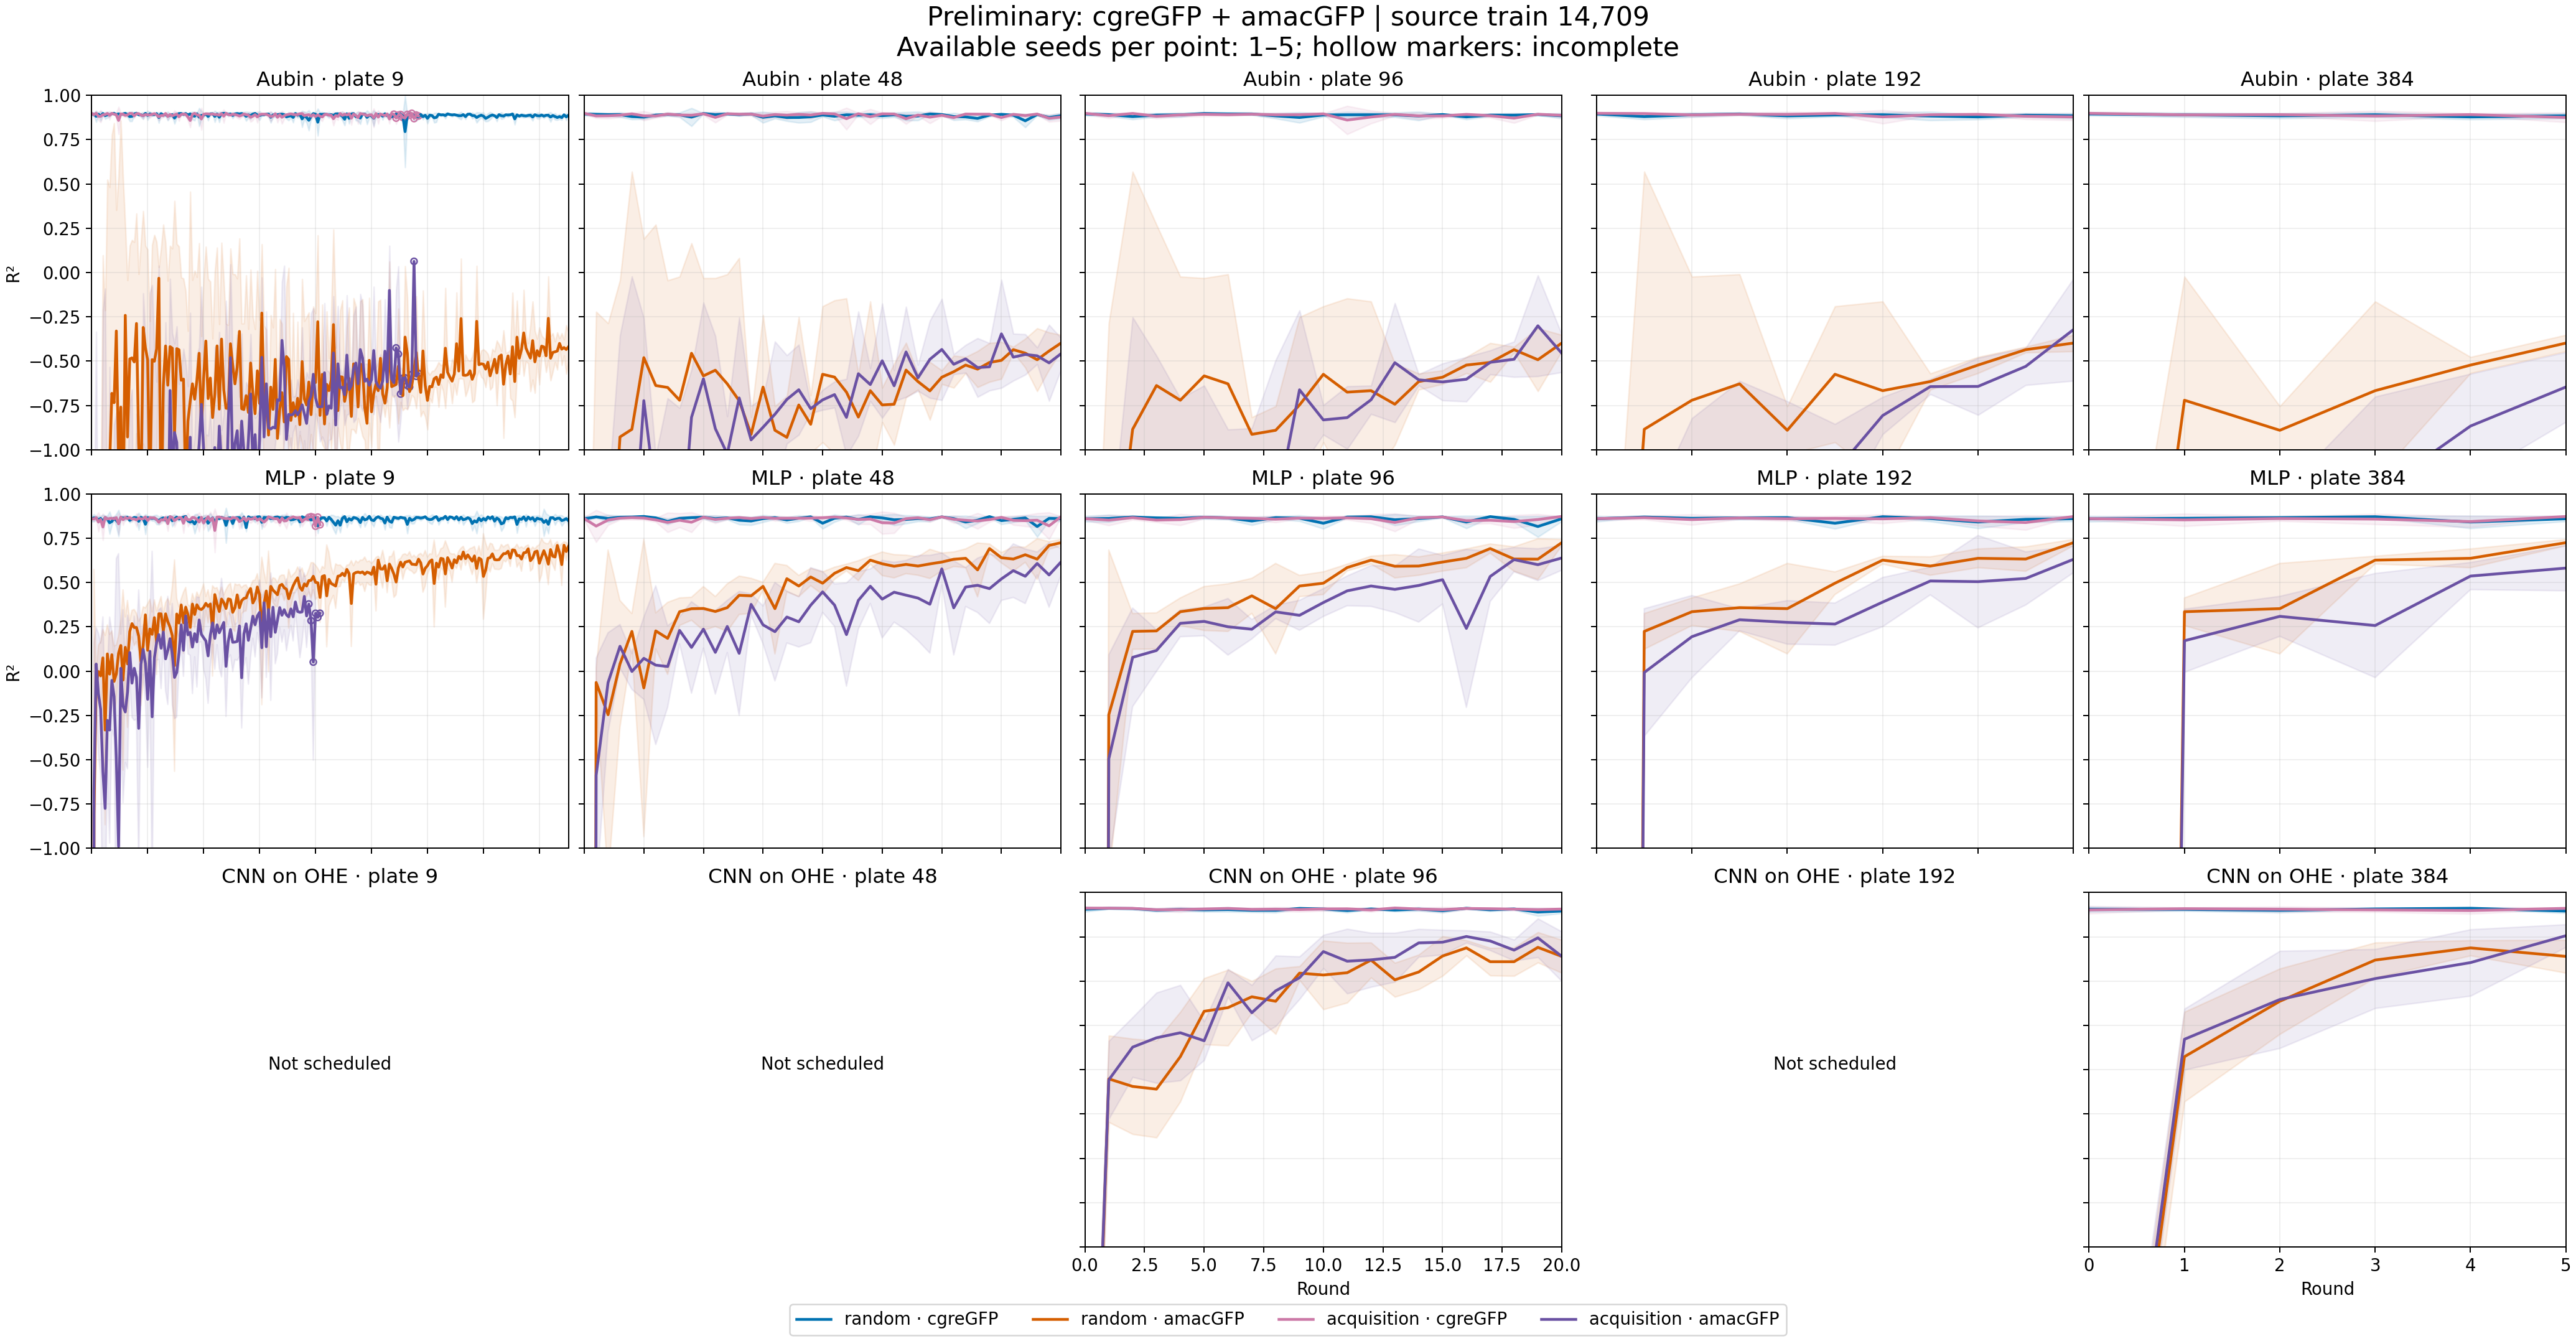 Preliminary: cgreGFP + amacGFP | source train 14,709
Available seeds per point: 1–5; hollow markers: incomplete
Aubin · plate 9
Aubin · plate 48
Aubin · plate 96
Aubin · plate 192
Aubin · plate 384
1.00
0.75
0.50
0.25
0.00
−0.25
−0.50
−0.75
−1.00
R²
MLP · plate 9
MLP · plate 48
MLP · plate 96
MLP · plate 192
MLP · plate 384
1.00
0.75
0.50
0.25
0.00
−0.25
−0.50
−0.75
−1.00
R²
CNN on OHE · plate 9
CNN on OHE · plate 48
CNN on OHE · plate 96
CNN on OHE · plate 192
CNN on OHE · plate 384
Not scheduled
Not scheduled
Not scheduled
0.0 2.5 5.0 7.5 10.0 12.5 15.0 17.5 20.0
Round
0 1 2 3 4 5
Round
random · cgreGFP
random · amacGFP
acquisition · cgreGFP
acquisition · amacGFP